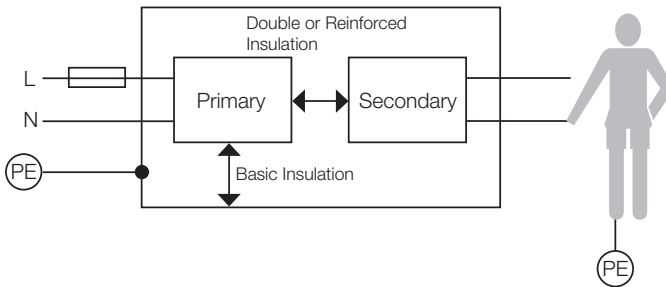 Double or Reinforced
Insulation
L
Primary
Secondary
N
Basic Insulation
PE
PE